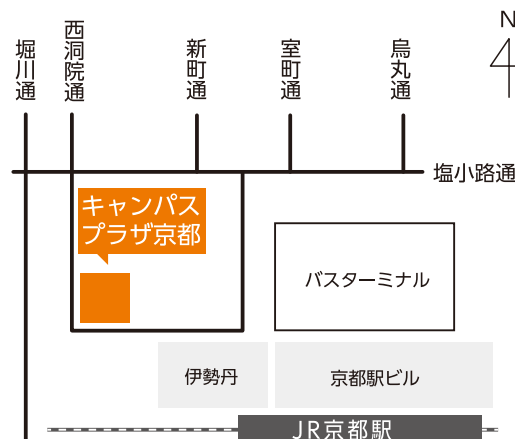 N
堀川通
西洞院通
新町通
室町通
烏丸通
塩小路通
キャンパス
プラザ京都
バスターミナル
伊勢丹
京都駅ビル
JR京都駅